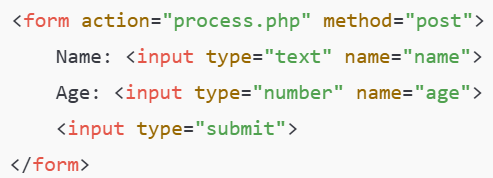 <form action="process.php" method="post">
    Name: <input type="text" name="name">
    Age: <input type="number" name="age">
    <input type="submit">
</form>